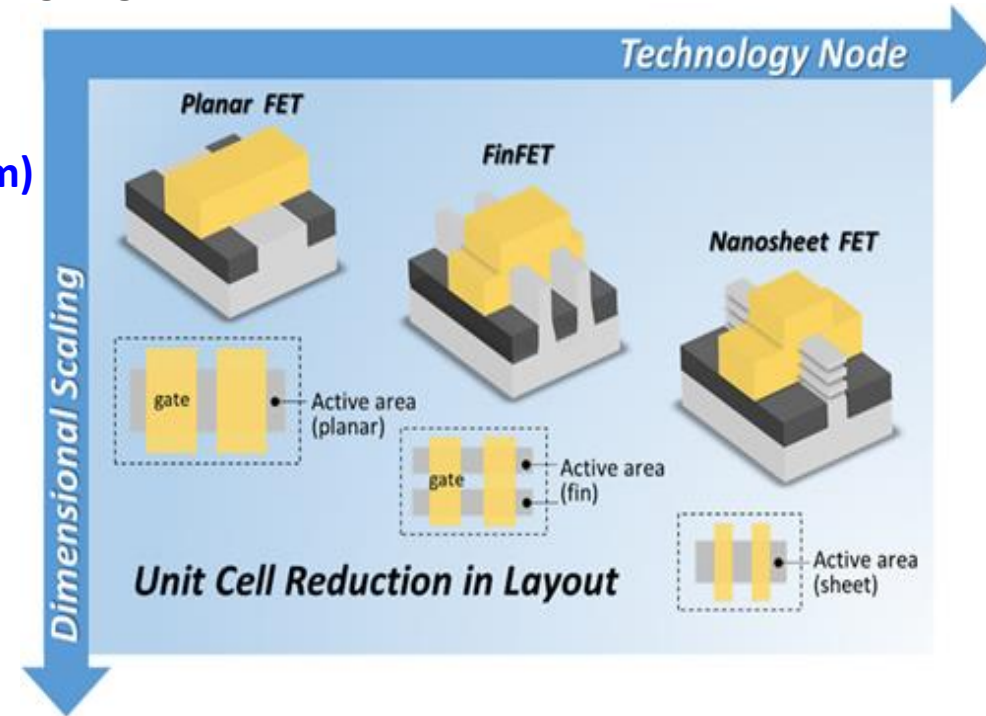 Technology Node
Planar FET
m)
FinFET
Nanosheet FET
Dimensional Scaling
gate
Active area
(planar)
gate
Active area
(fin)
Active area
(sheet)
Unit Cell Reduction in Layout